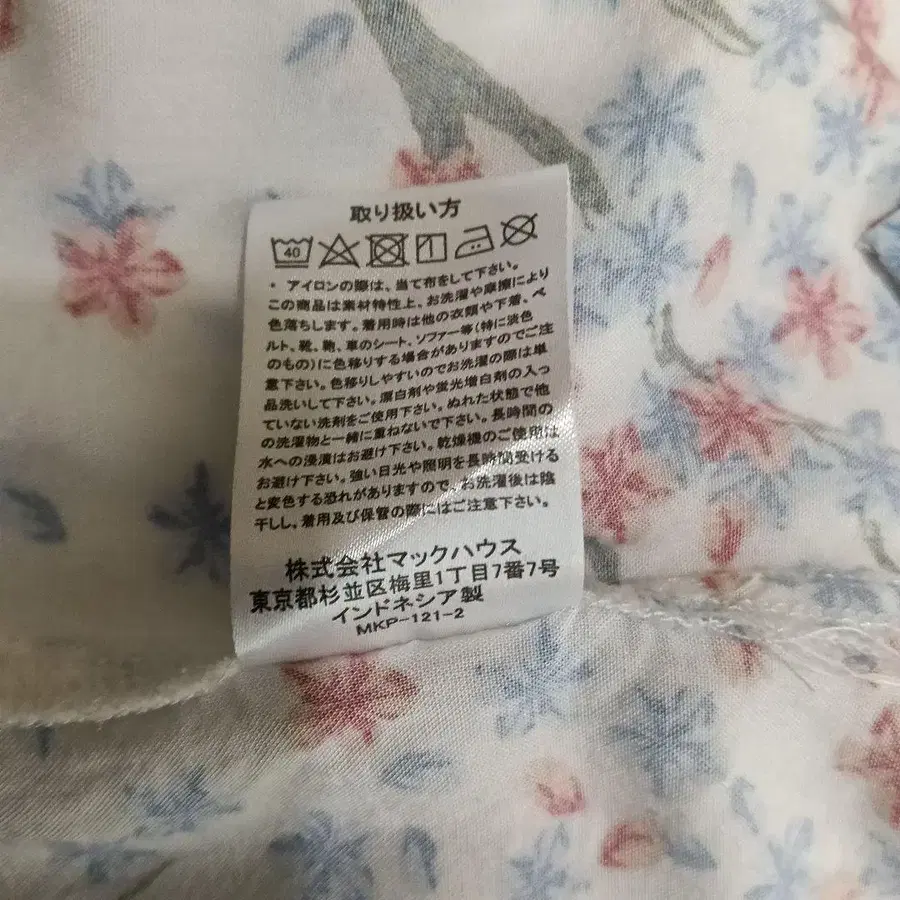 取り扱い方
40
・ アイロンの際は、当て布をして下さい。
この商品は素材特性上、お洗濯や摩擦により
色落ちします。着用時は他の衣類や下着、ベ
ルト、靴、鞄、車のシート、ソファー等(特に淡色
のもの)に色移りする場合がありますのでご注
意下さい。色移りしやすいのでお洗濯の際は単
品洗いして下さい。漂白剤や蛍光増白剤の入っ
ていない洗剤をご使用下さい。ぬれた状態で他
の洗濯物と一緒に重ねないで下さい。長時間の
水への浸漬はお避け下さい。乾燥機のご使用は
お避け下さい。強い日光や照明を長時間受ける
と変色する恐れがありますので、お洗濯後は陰
干しし、着用及び保管の際にはご注意下さい。
株式会社マックハウス
東京都杉並区梅里1丁目7番7号
インドネシア製
MKP-121-2